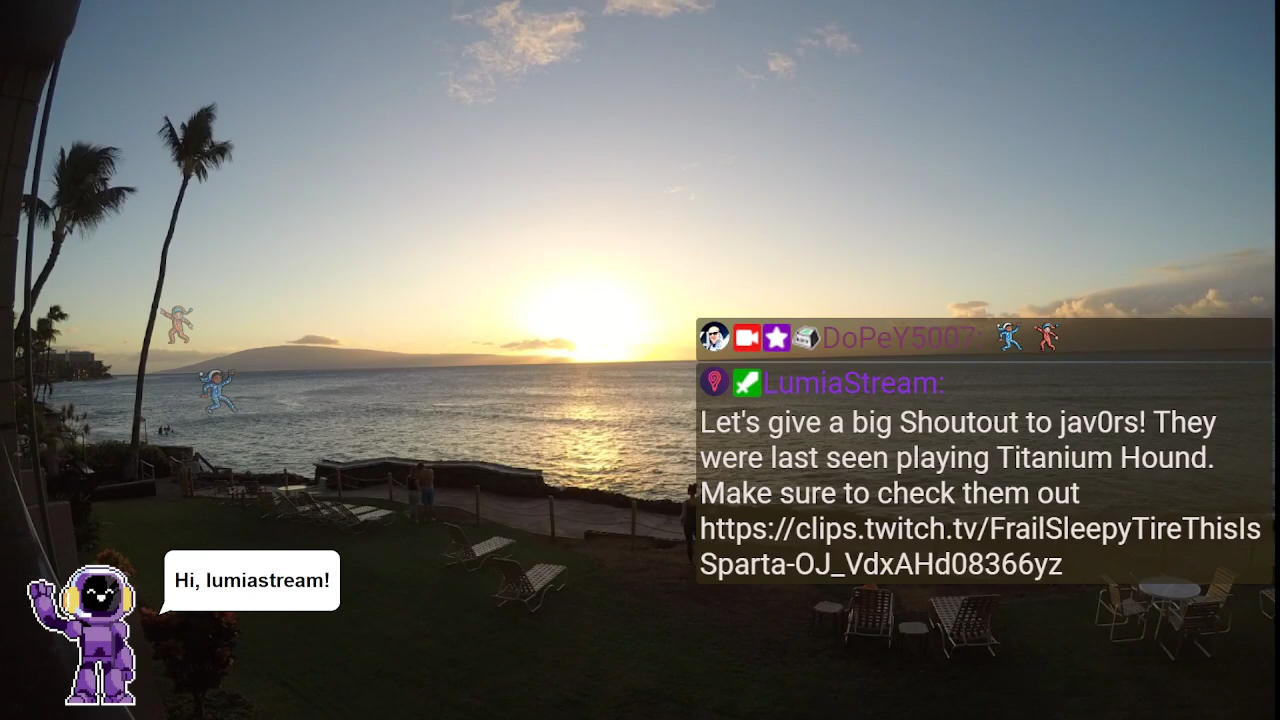 DoPeY5007:
LumiaStream:
Let's give a big Shoutout to jav0rs! They
were last seen playing Titanium Hound.
Make sure to check them out
https://clips.twitch.tv/FrailSleepyTireThisIs
Sparta-OJ_VdxAHd08366yz
Hi, lumiastream!